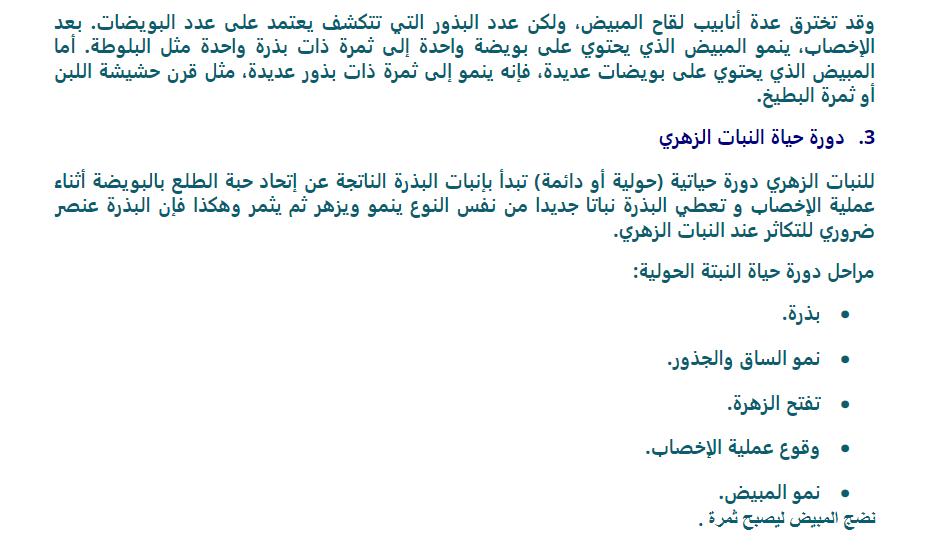 وقد تخترق عدة أنابيب لقاح المبيض، ولكن عدد البذور التي تتكشف يعتمد على عدد البويضات. بعد
الإخصاب، ينمو المبيض الذي يحتوي على بويضة واحدة إلى ثمرة ذات بذرة واحدة مثل البلوطة. أما
المبيض الذي يحتوي على بويضات عديدة، فإنه ينمو إلى ثمرة ذات بذور عديدة، مثل قرن حشيشة اللبن
أو ثمرة البطيخ.
3. دورة حياة النبات الزهري
للنبات الزهري دورة حياتية (حولية أو دائمة) تبدأ بإنبات البذرة الناتجة عن إتحاد حبة الطلع بالبويضة أثناء
عملية الإخصاب و تعطي البذرة نباتا جديدا من نفس النوع ينمو ويزهر ثم يثمر وهكذا فإن البذرة عنصر
ضروري للتكاثر عند النبات الزهري.
مراحل دورة حياة النبتة الحولية:
• بذرة.
• نمو الساق والجذور.
• تفتح الزهرة.
• وقوع عملية الإخصاب.
• نمو المبيض.
نضج المبيض ليصبح ثمرة .